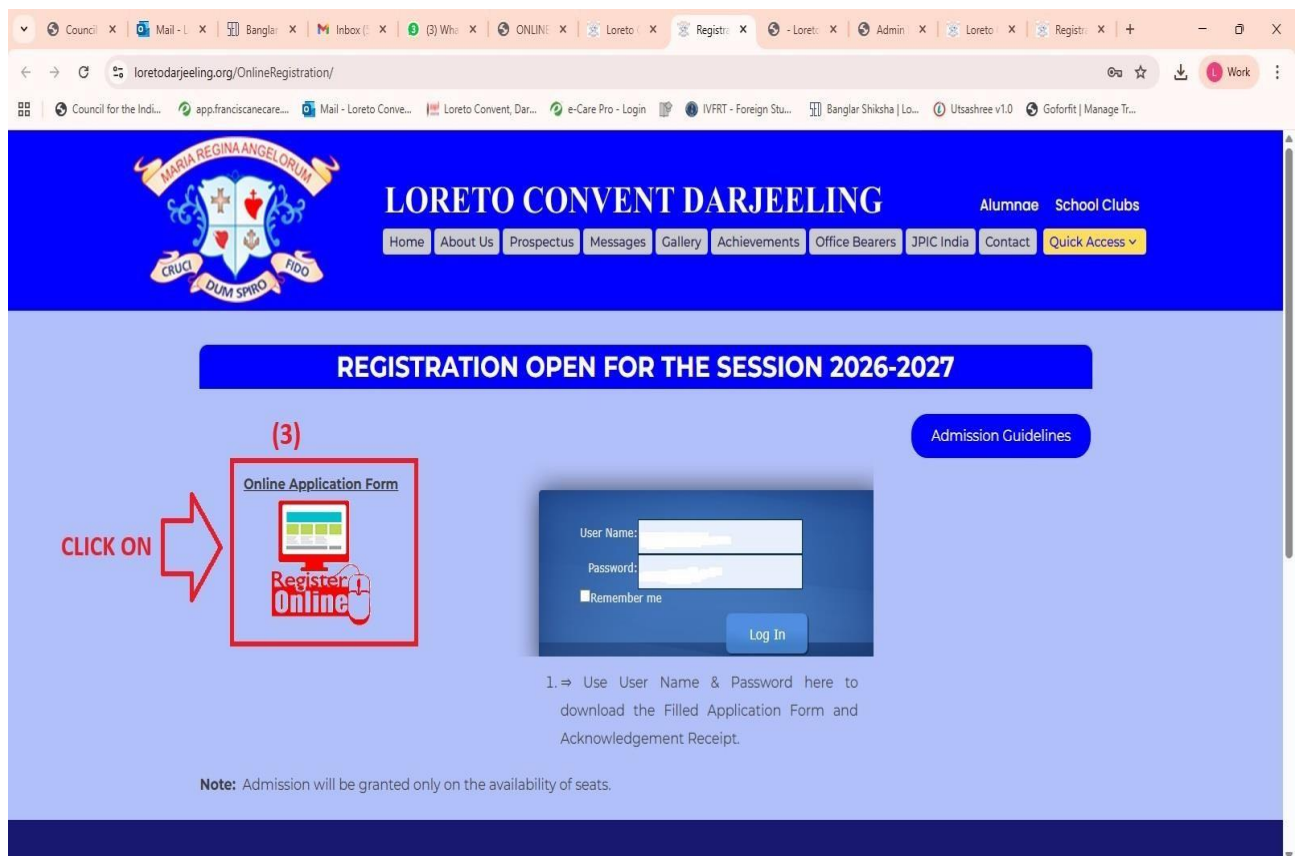 Council
Mail - L
Banglar
Inbox (
(3) Wha
ONLINE
Loreto
Registra
- Loreto
Admin
Loreto
Registr
loretodarjeeling.org/OnlineRegistration/
Work
Council for the Indi...
app.franciscanecare....
Mail - Loreto Conve...
Loreto Convent, Dar...
e-Care Pro - Login
IVFRT - Foreign Stu...
Banglar Shiksha | Lo...
Utsashree v1.0
Goforfit | Manage Tr...
MARIA REGINA ANGELORUM
CRUCI DUM SPIRO FIDO
LORETO CONVENT DARJEELING
Alumnae School Clubs
Home About Us Prospectus Messages Gallery Achievements Office Bearers JPIC India Contact Quick Access
REGISTRATION OPEN FOR THE SESSION 2026-2027
Admission Guidelines
(3)
Online Application Form
CLICK ON
Register
Online
User Name:
Password:
Remember me
Log In
1. ⇒ Use User Name & Password here to
download the Filled Application Form and
Acknowledgement Receipt.
Note: Admission will be granted only on the availability of seats.